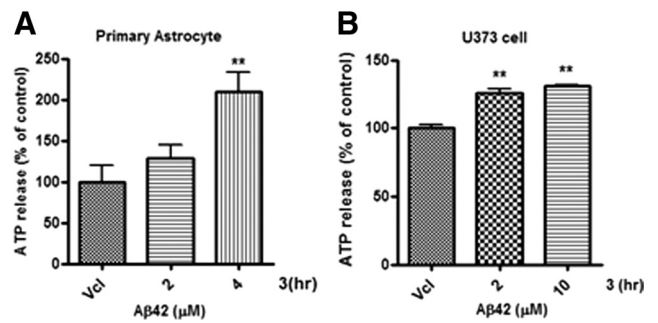 A
Primary Astrocyte
ATP release (% of control)
250
200
150
100
50
0
**
Vcl
2
4
3(hr)
Aβ42 (μM)
B
U373 cell
ATP release (% of control)
150
100
50
0
**
**
Vcl
2
10
3 (hr)
Aβ42 (μM)